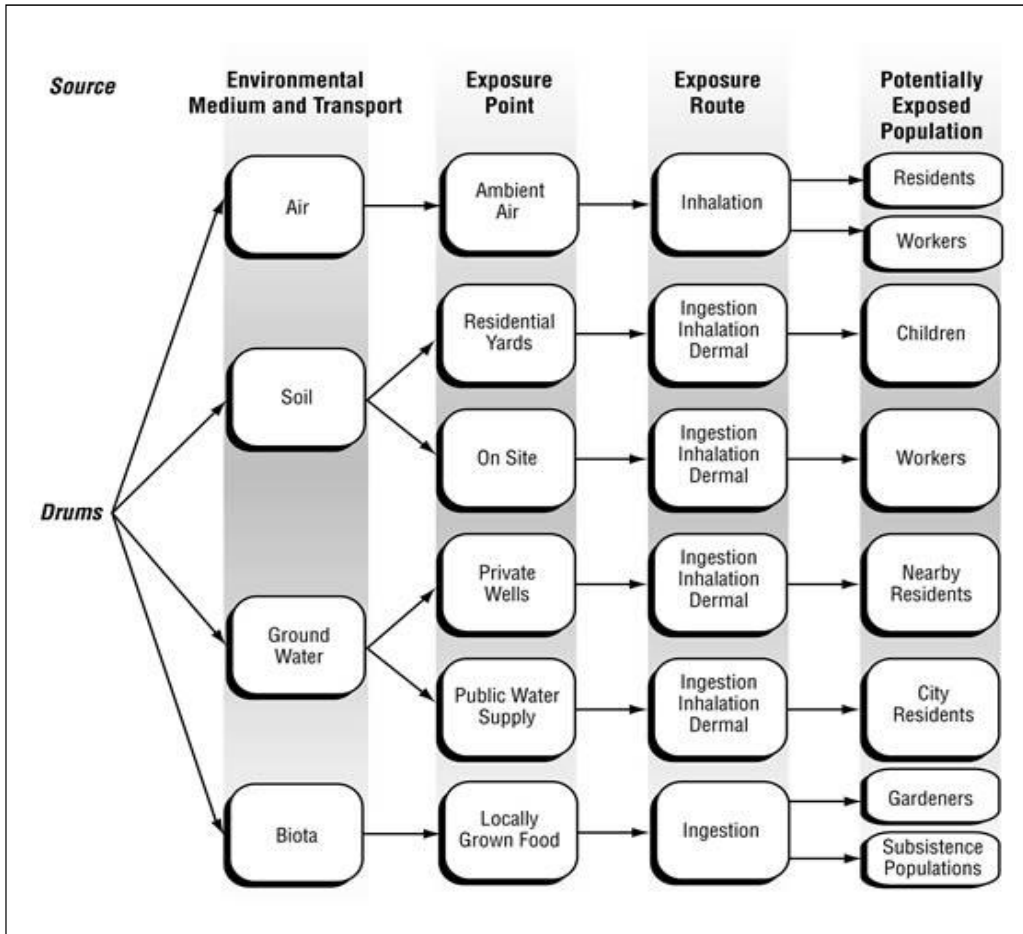 Source
Environmental
Medium and Transport
Exposure
Point
Exposure
Route
Potentially
Exposed
Population
Drums
Air
Ambient
Air
Inhalation
Residents
Workers
Soil
Residential
Yards
Ingestion
Inhalation
Dermal
Children
On Site
Ingestion
Inhalation
Dermal
Workers
Ground
Water
Private
Wells
Ingestion
Inhalation
Dermal
Nearby
Residents
Public Water
Supply
Ingestion
Inhalation
Dermal
City
Residents
Biota
Locally
Grown Food
Ingestion
Gardeners
Subsistence
Populations